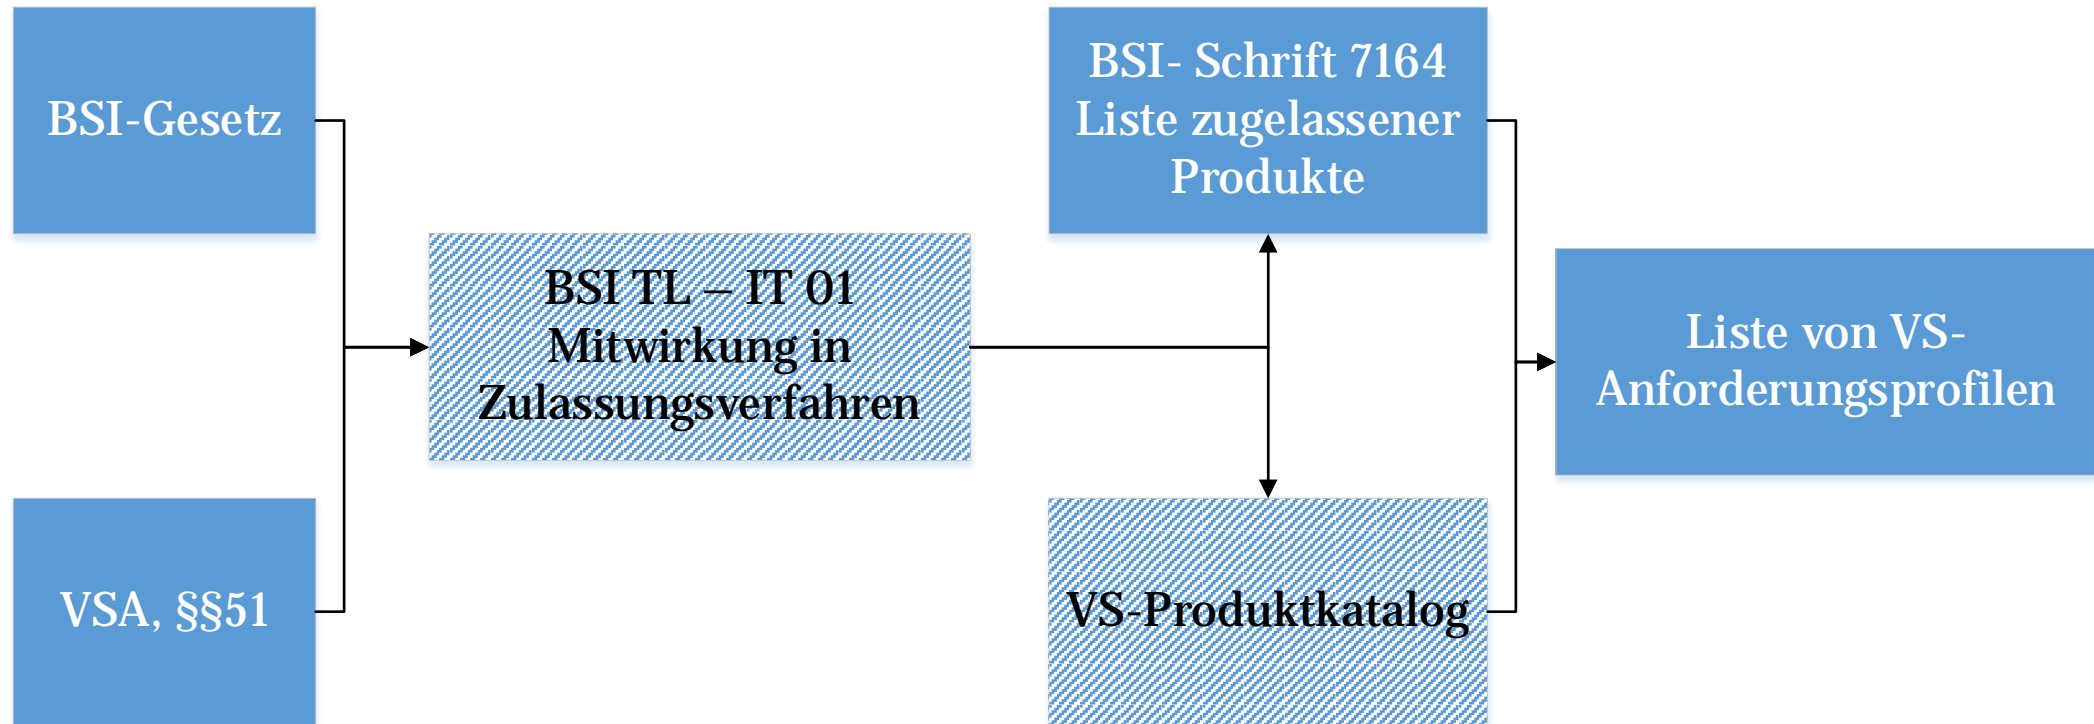 BSI-Gesetz
VSA, §§51
BSI TL – IT 01
Mitwirkung in
Zulassungsverfahren
BSI- Schrift 7164
Liste zugelassener
Produkte
VS-Produktkatalog
Liste von VS-
Anforderungsprofilen